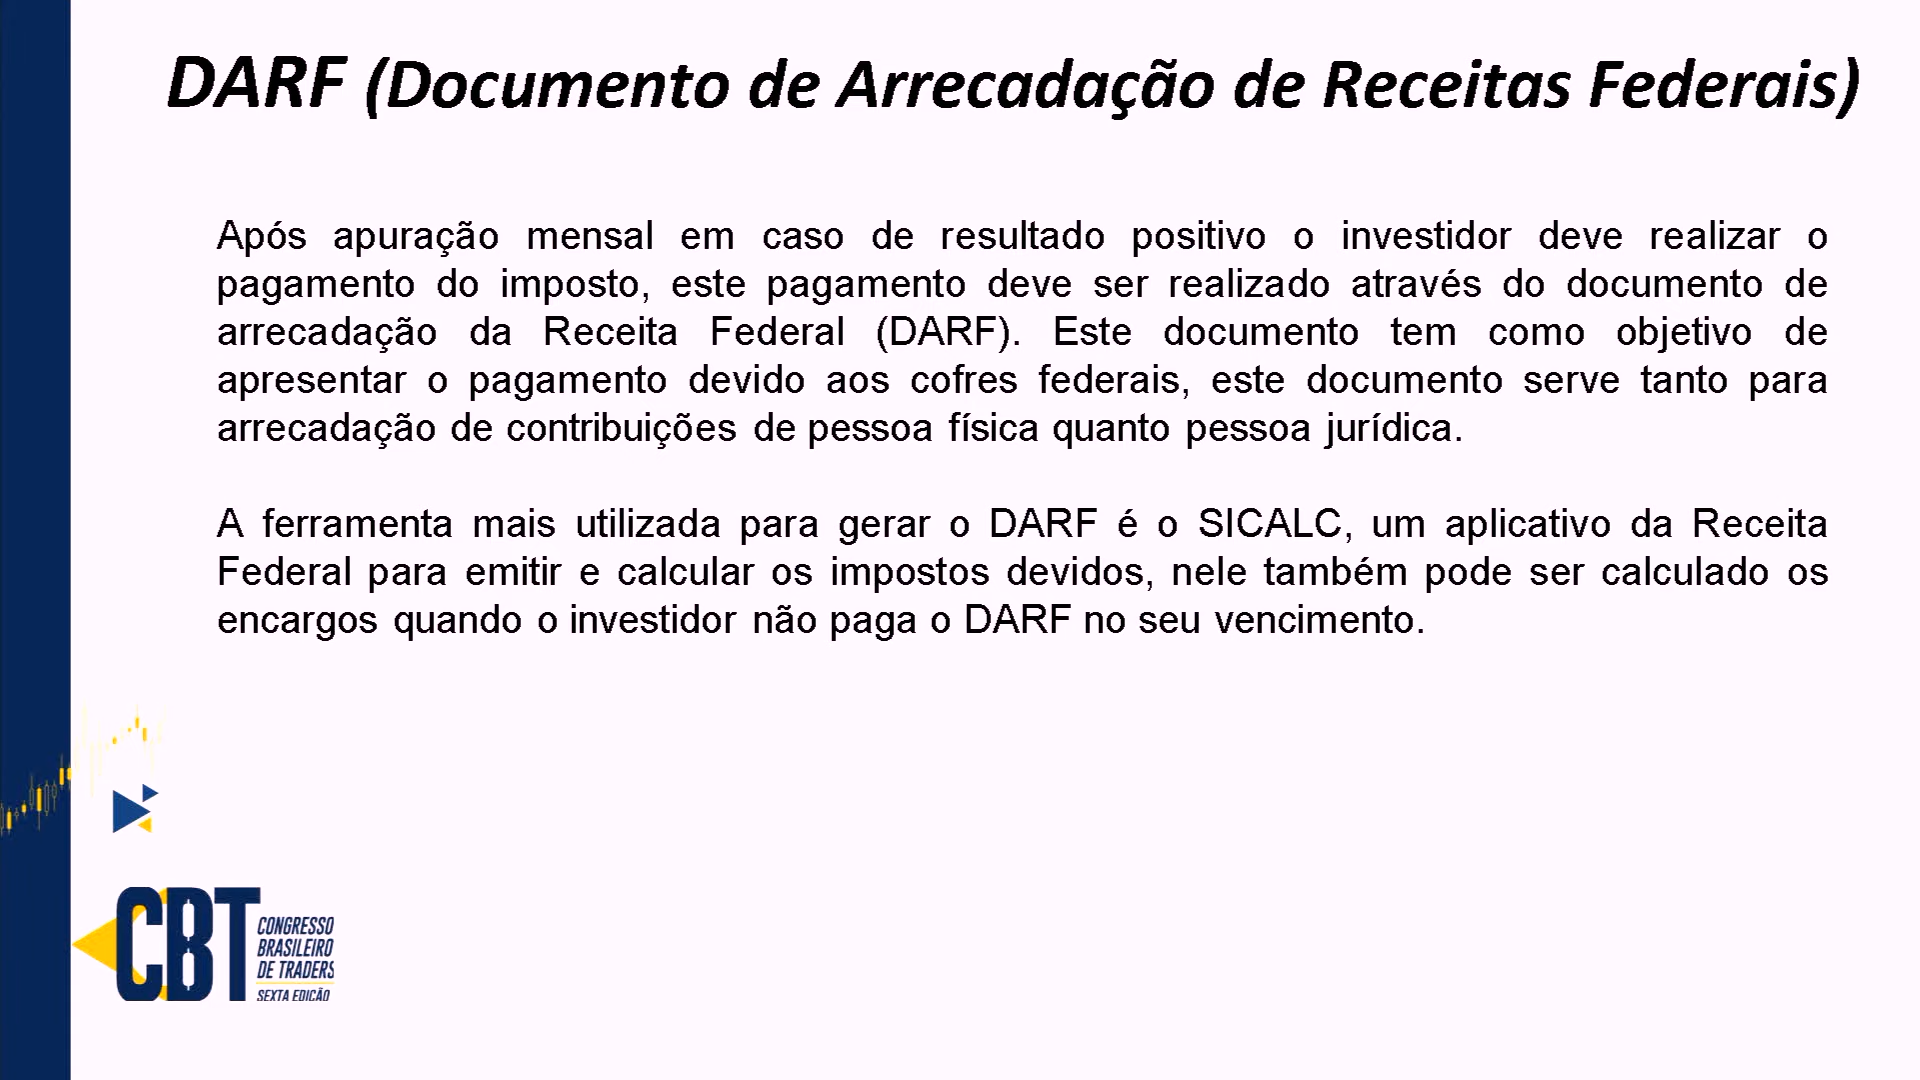 DARF (Documento de Arrecadação de Receitas Federais)
Após apuração mensal em caso de resultado positivo o investidor deve realizar o
pagamento do imposto, este pagamento deve ser realizado através do documento de
arrecadação da Receita Federal (DARF). Este documento tem como objetivo de
apresentar o pagamento devido aos cofres federais, este documento serve tanto para
arrecadação de contribuições de pessoa física quanto pessoa jurídica.
A ferramenta mais utilizada para gerar o DARF é o SICALC, um aplicativo da Receita
Federal para emitir e calcular os impostos devidos, nele também pode ser calculado os
encargos quando o investidor não paga o DARF no seu vencimento.
CBT
CONGRESSO
BRASILEIRO
DE TRADERS
SEXTA EDIÇÃO